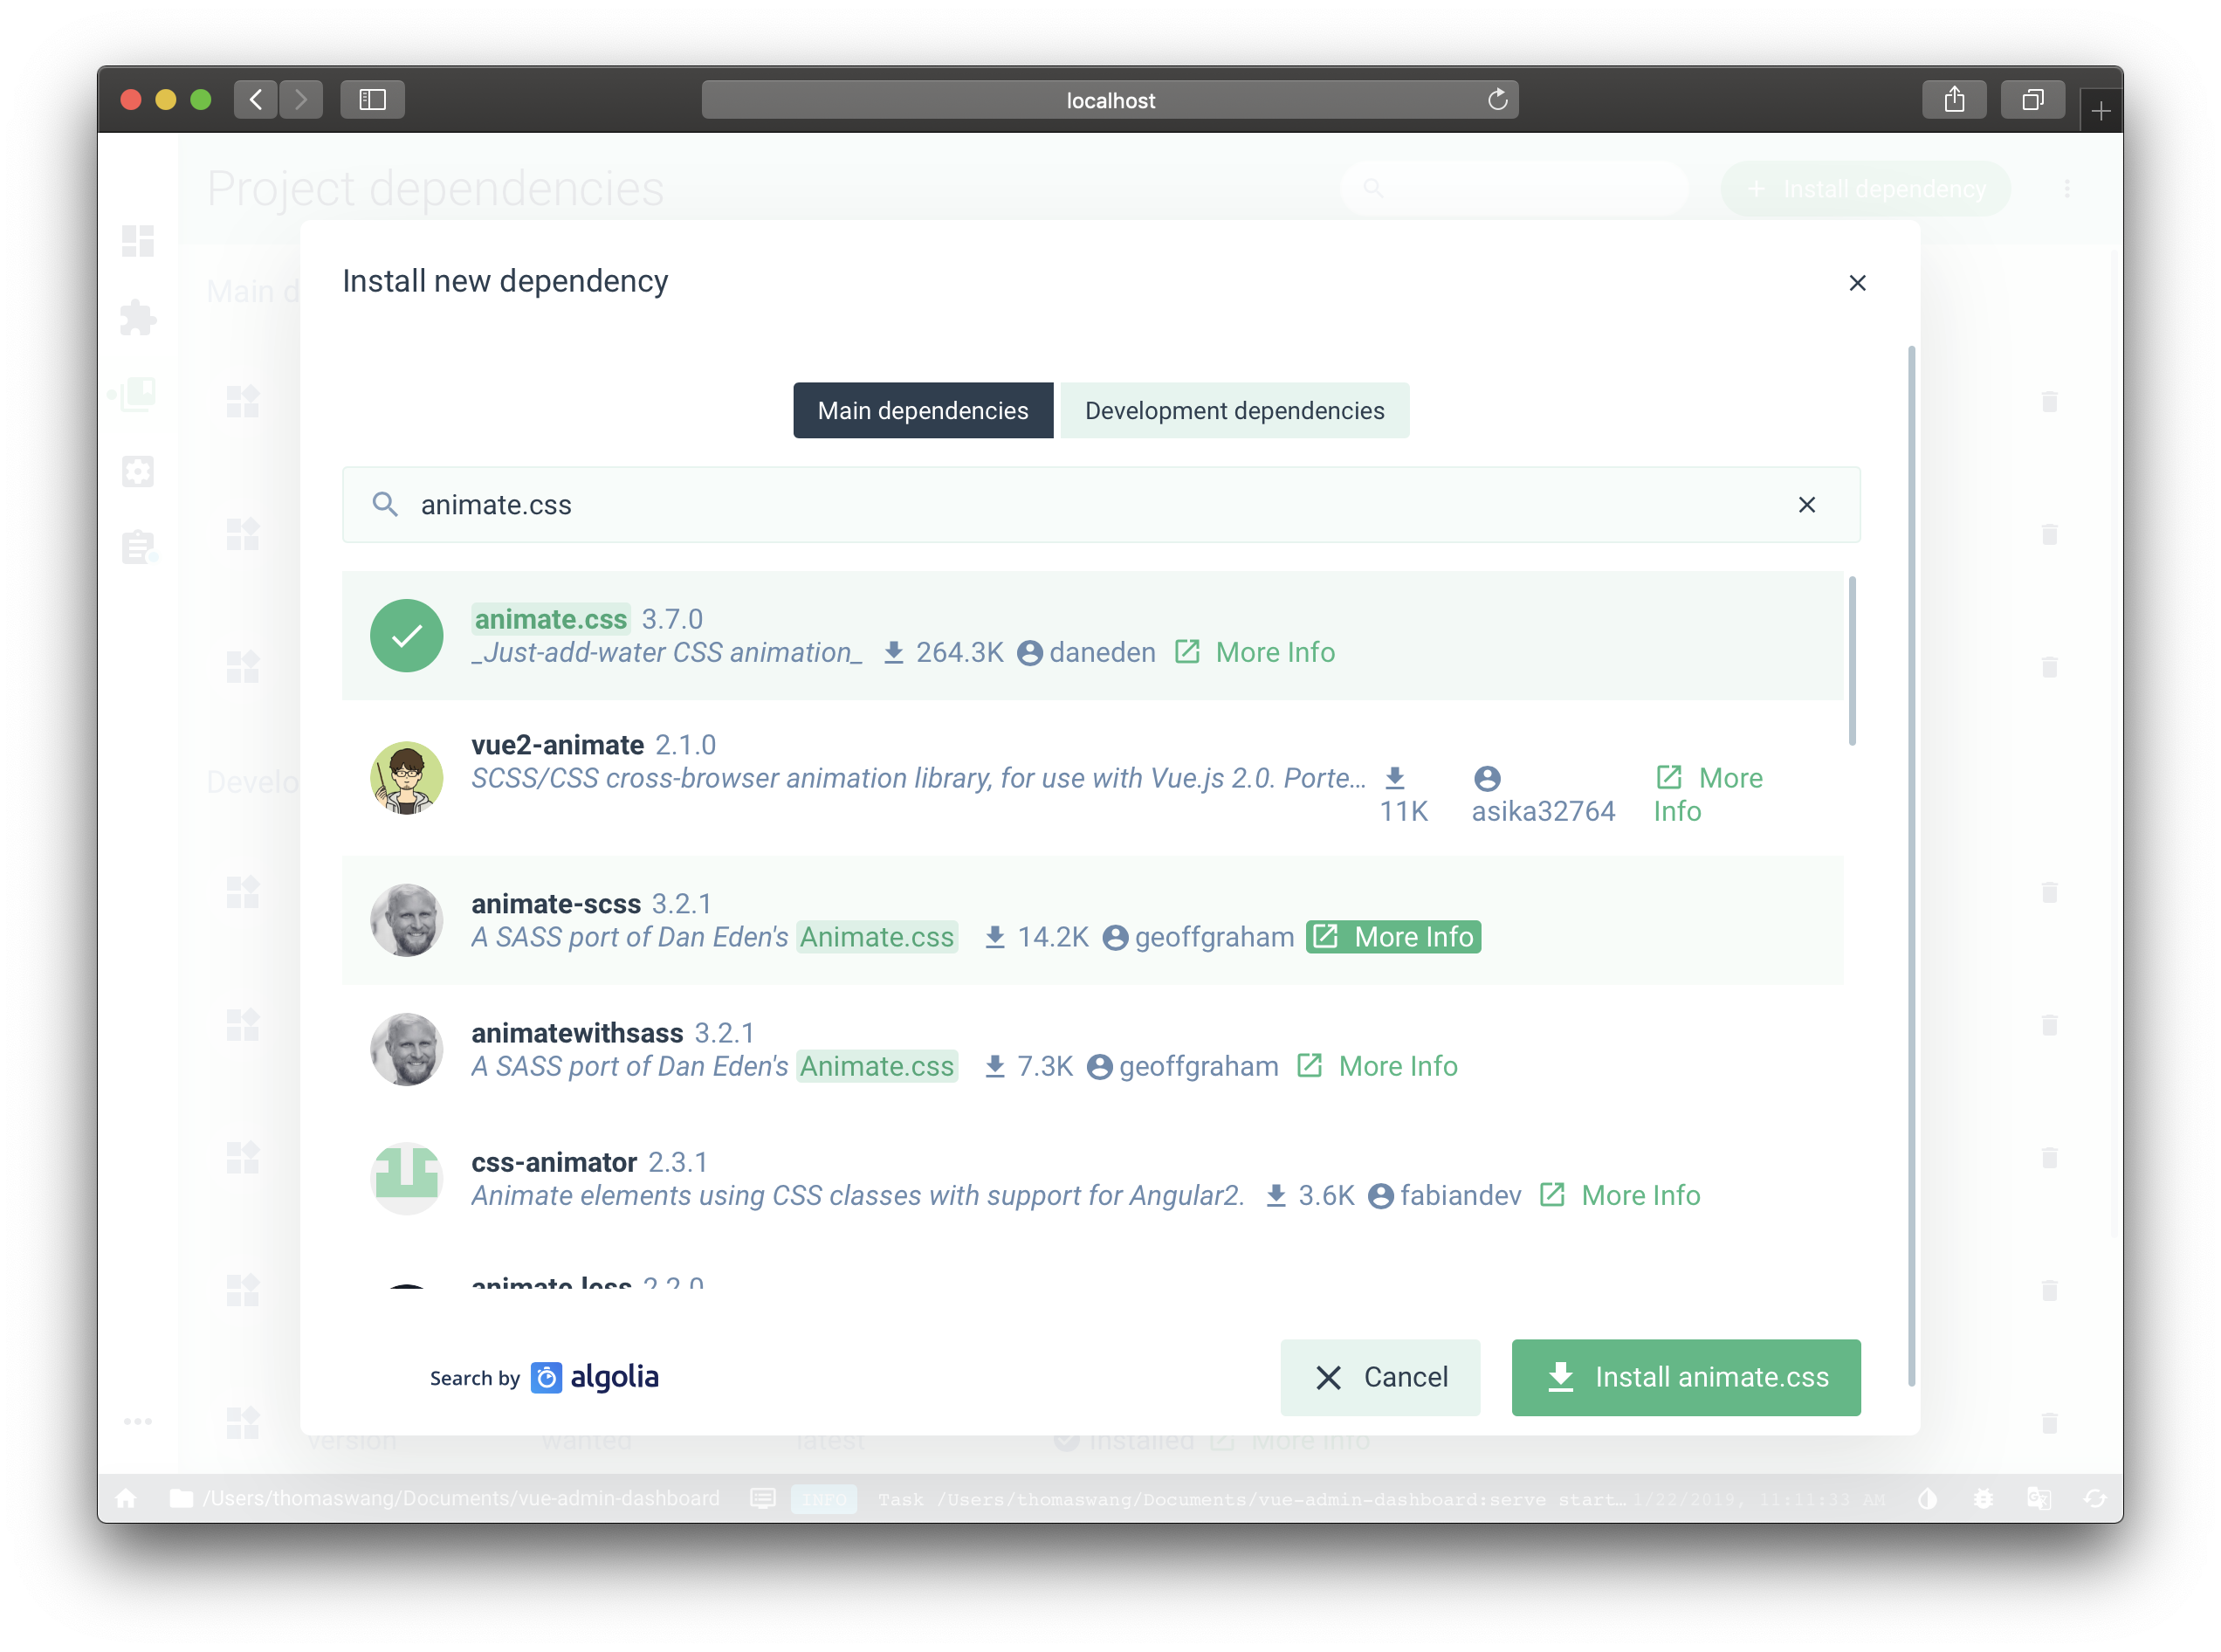 localhost
Project dependencies
+ Install dependency
Main d
Install new dependency
Main dependencies
Development dependencies
animate.css
animate.css 3.7.0
_Just-add-water CSS animation_ 264.3K daneden More Info
Develo
vue2-animate 2.1.0
SCSS/CSS cross-browser animation library, for use with Vue.js 2.0. Porte... 11K asika32764 More Info
animate-scss 3.2.1
A SASS port of Dan Eden's Animate.css 14.2K geoffgraham More Info
animatewithsass 3.2.1
A SASS port of Dan Eden's Animate.css 7.3K geoffgraham More Info
css-animator 2.3.1
Animate elements using CSS classes with support for Angular2. 3.6K fabiandev More Info
animate.less 2.2.0
Search by algolia
Cancel
Install animate.css
version wanted latest Installed More Info
/Users/thomaswang/Documents/vue-admin-dashboard INFO Task /Users/thomaswang/Documents/vue-admin-dashboard:serve start... 1/22/2019, 11:11:33 AM